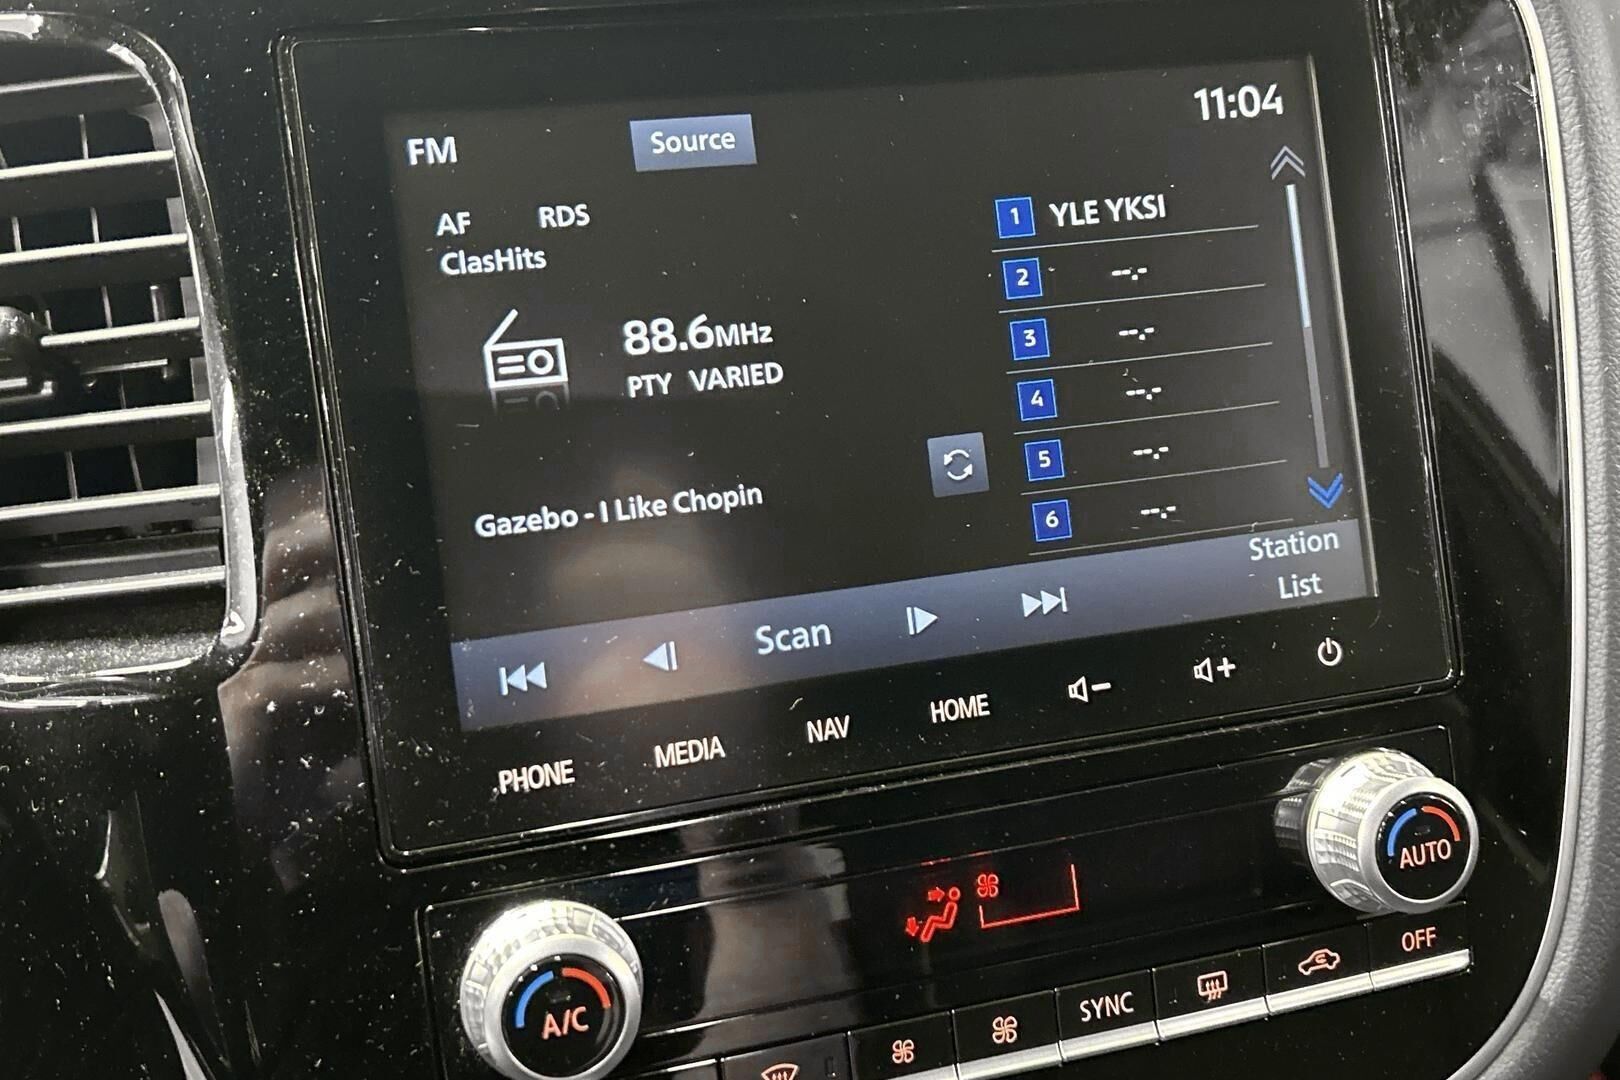 FM
Source
11:04
AF RDS
ClasHits
88.6MHz
PTY VARIED
Gazebo - I Like Chopin
1 YLE YKSI
2 --.-
3 --.-
4 --.-
5 --.-
6 --.-
Scan
Station
List
PHONE
MEDIA
NAV
HOME
A/C
AUTO
SYNC
OFF